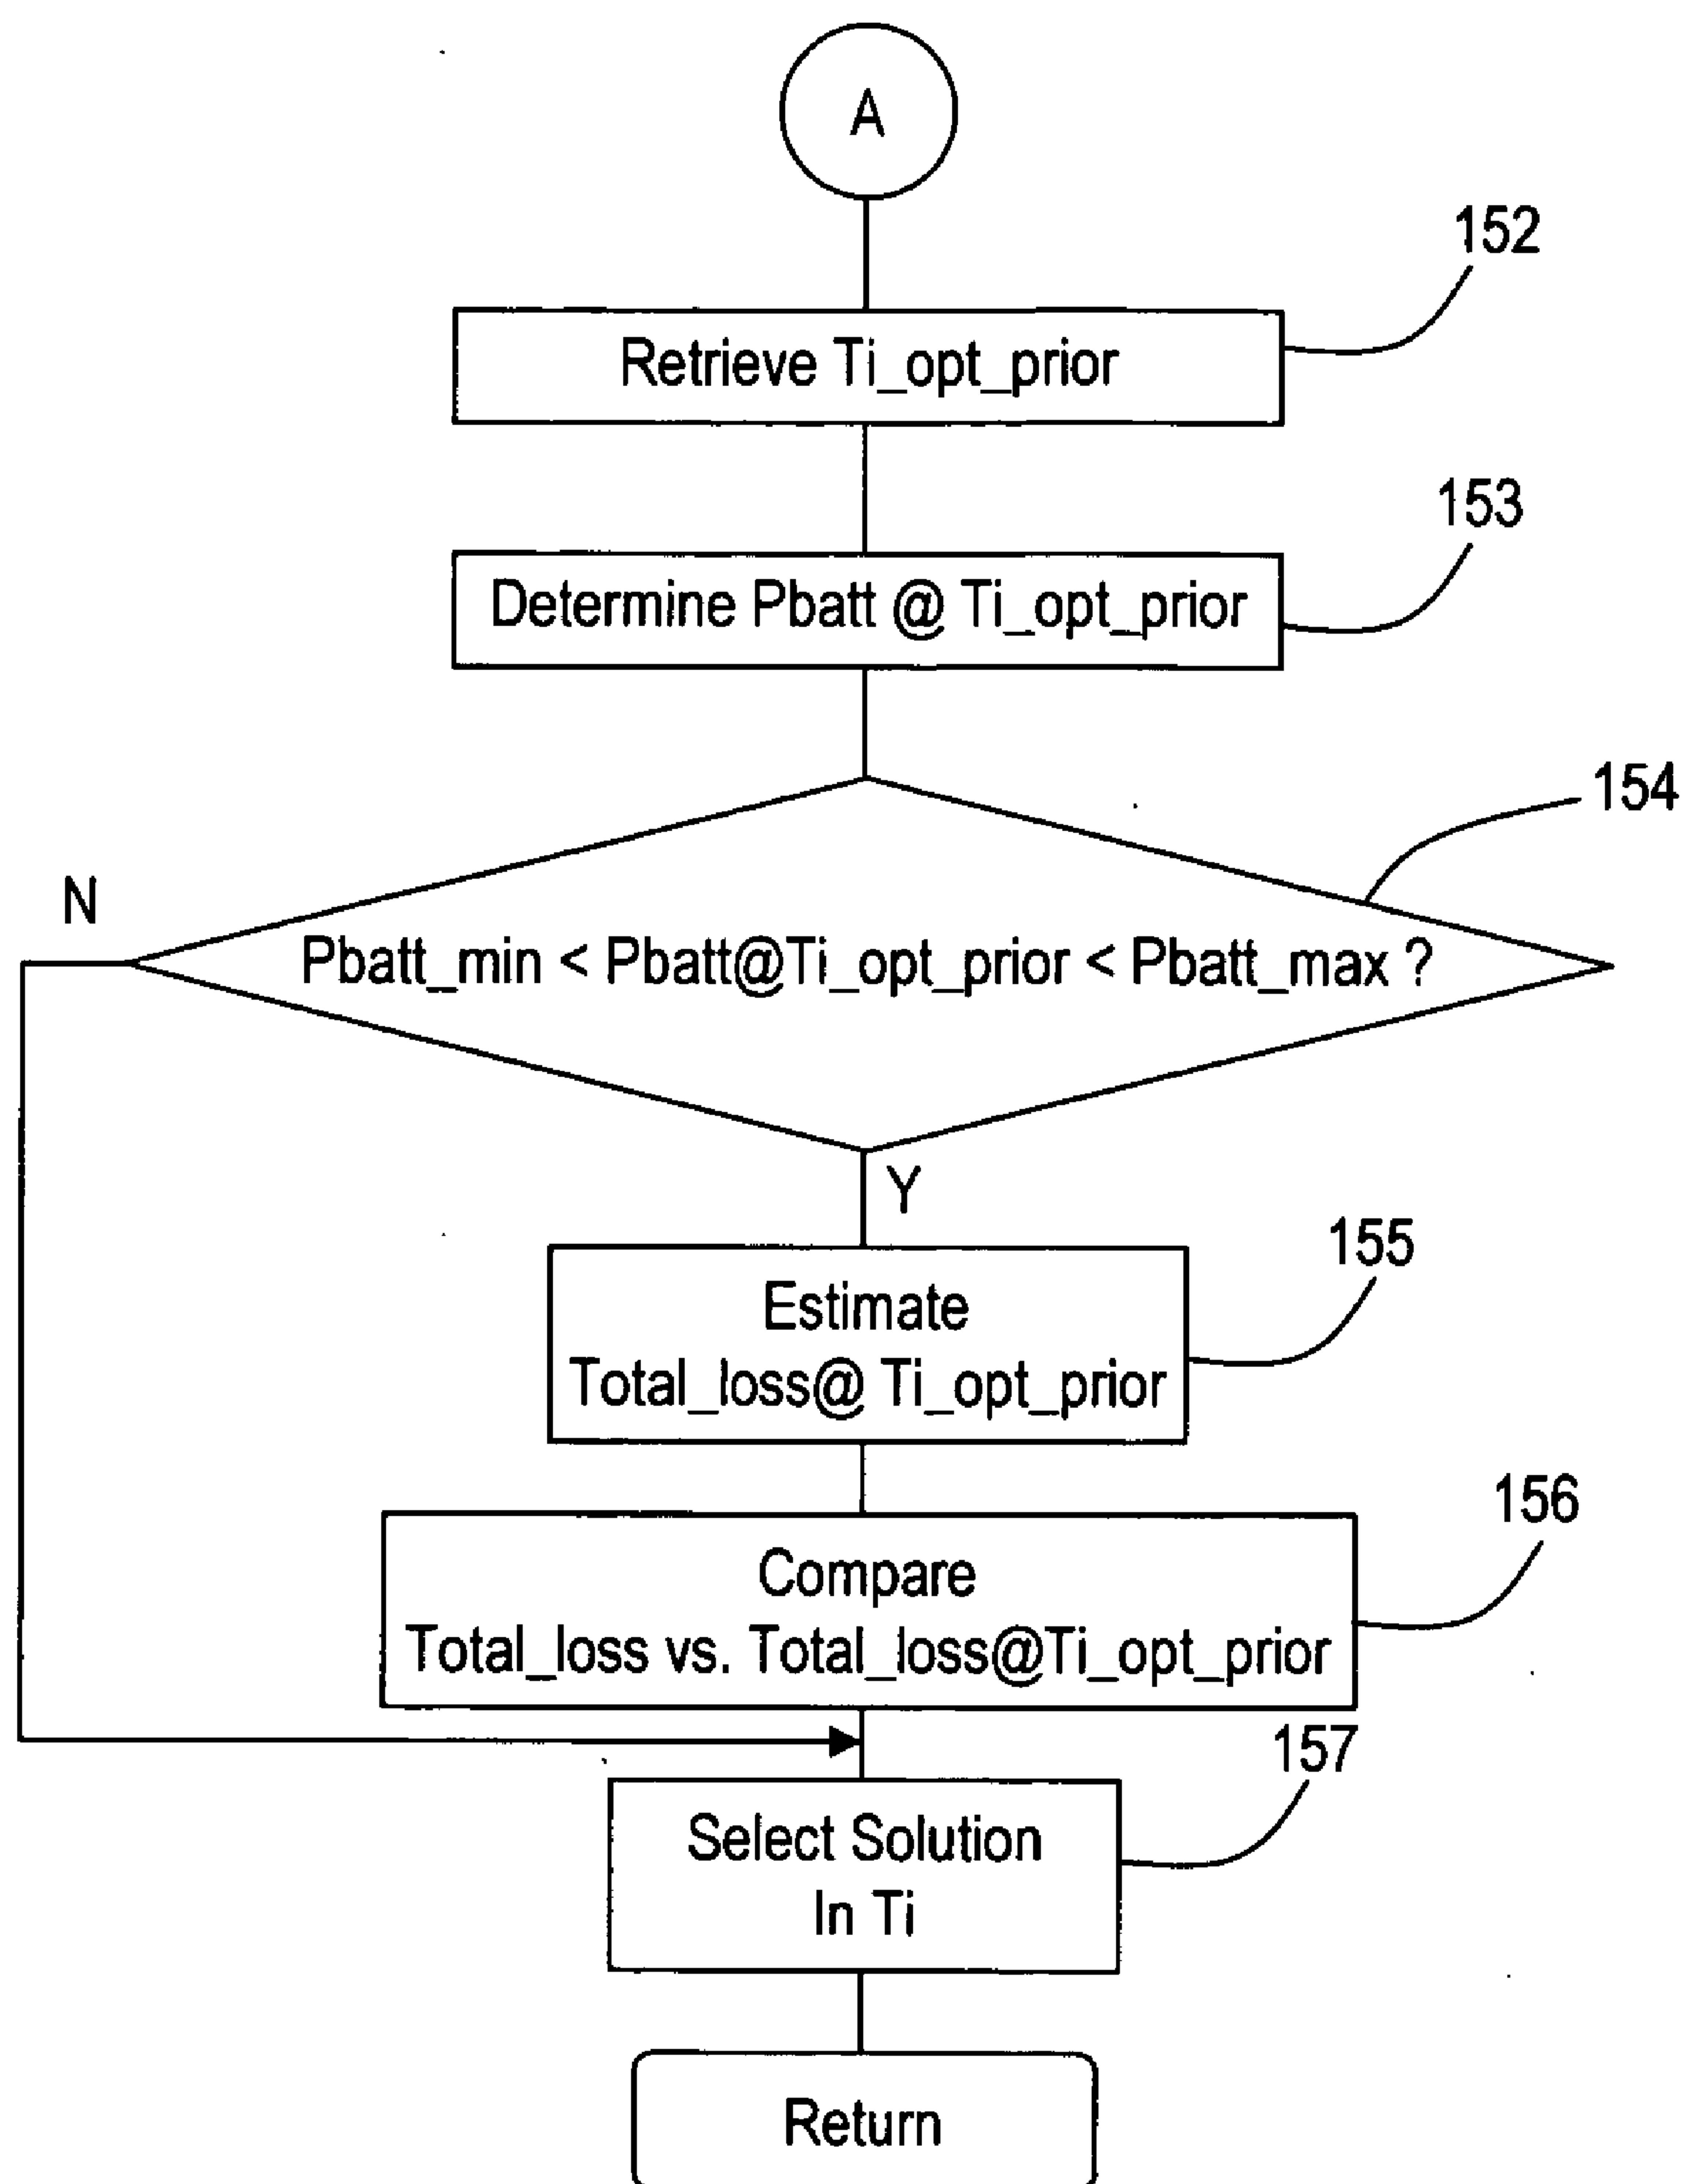 A
152
Retrieve Ti_opt_prior
153
Determine Pbatt @ Ti_opt_prior
154
N
Pbatt_min < Pbatt@Ti_opt_prior < Pbatt_max ?
Y
155
Estimate
Total_loss@ Ti_opt_prior
156
Compare
Total_loss vs. Total_loss@Ti_opt_prior
157
Select Solution
In Ti
Return